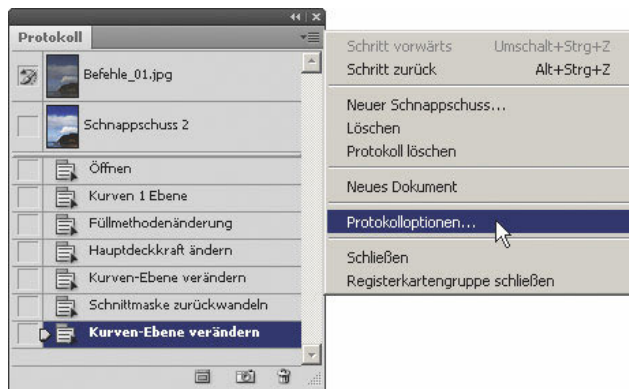 Protokoll
Befehle_01.jpg
Schnappschuss 2
Öffnen
Kurven 1 Ebene
Füllmethodenänderung
Hauptdeckkraft ändern
Kurven-Ebene verändern
Schnittmaske zurückwandeln
Kurven-Ebene verändern
Schritt vorwärts Umschalt+Strg+Z
Schritt zurück Alt+Strg+Z
Neuer Schnappschuss...
Löschen
Protokoll löschen
Neues Dokument
Protokolloptionen...
Schließen
Registerkartengruppe schließen